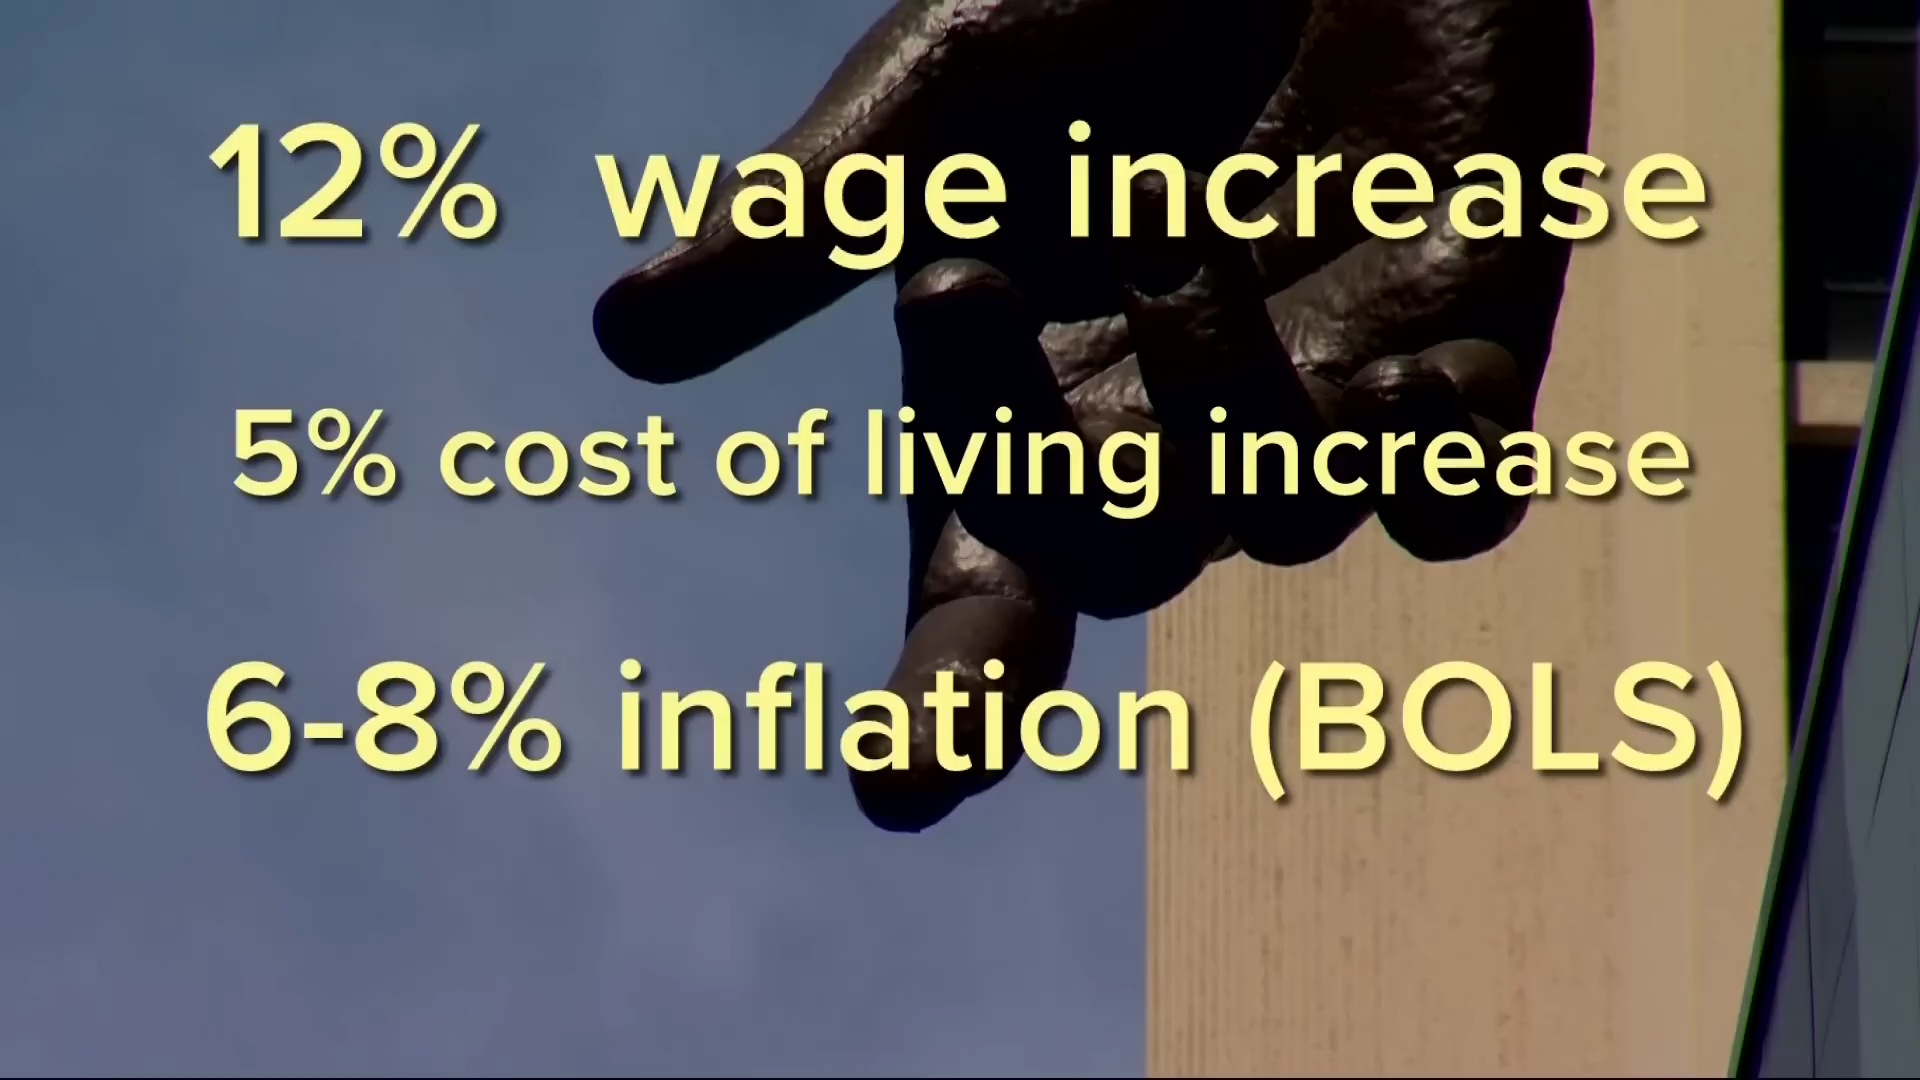 12% wage increase
5% cost of living increase
6-8% inflation (BOLS)